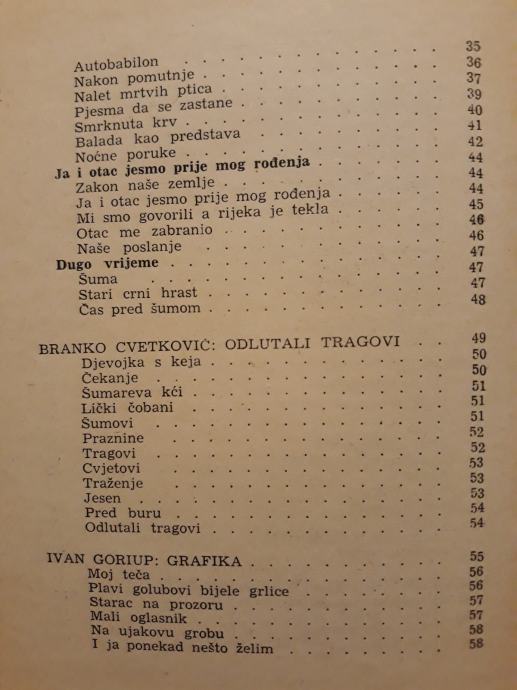 Autobabilon . . . . . . . . . . 35
Nakon pomutnje . . . . . . . . . . 36
Nalet mrtvih ptica . . . . . . . . . . 37
Pjesma da se zastane . . . . . . . . . . 39
Smrknuta krv . . . . . . . . . . 40
Balada kao predstava . . . . . . . . . . 41
Noćne poruke . . . . . . . . . . 42
Ja i otac jesmo prije mog rođenja . . . . . . 44
Zakon naše zemlje . . . . . . . . . . 44
Ja i otac jesmo prije mog rođenja . . . . . . 44
Mi smo govorili a rijeka je tekla . . . . . . 45
Otac me zabranio . . . . . . . . . . 46
Naše poslanje . . . . . . . . . . 46
Dugo vrijeme . . . . . . . . . . 47
Šuma . . . . . . . . . . 47
Stari crni hrast . . . . . . . . . . 47
Čas pred šumom . . . . . . . . . . 48
BRANKO CVETKOVIĆ: ODLUTALI TRAGOVI . . 49
Djevojka s keja . . . . . . . . . . 50
Čekanje . . . . . . . . . . 50
Šumareva kći . . . . . . . . . . 51
Lički čobani . . . . . . . . . . 51
Šumovi . . . . . . . . . . 51
Praznine . . . . . . . . . . 52
Tragovi . . . . . . . . . . 52
Cvjetovi . . . . . . . . . . 53
Traženje . . . . . . . . . . 53
Jesen . . . . . . . . . . 53
Pred buru . . . . . . . . . . 54
Odlutali tragovi . . . . . . . . . . 54
IVAN GORIUP: GRAFIKA . . . . . . . . . 55
Moj teča . . . . . . . . . . 56
Plavi golubovi bijele grlice . . . . . . . . 56
Starac na prozoru . . . . . . . . . . 57
Mali oglasnik . . . . . . . . . . 57
Na ujakovu grobu . . . . . . . . . . 58
I ja ponekad nešto želim . . . . . . . . 58